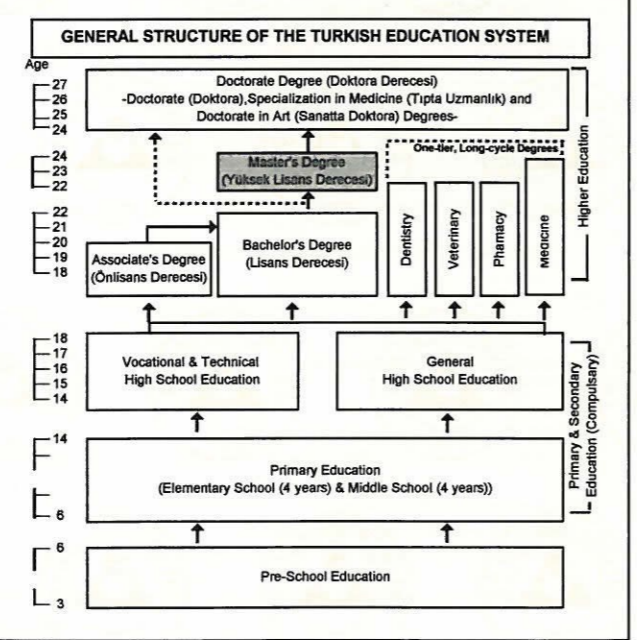 GENERAL STRUCTURE OF THE TURKISH EDUCATION SYSTEM
Age
27
26
25
24
Doctorate Degree (Doktora Derecesi)
-Doctorate (Doktora),Specialization in Medicine (Tıpta Uzmanlık) and
Doctorate in Art (Sanatta Doktora) Degrees-
24
23
22
Master's Degree
(Yüksek Lisans Derecesi)
One-tier, Long-cycle Degrees
Higher Education
22
21
20
19
18
Associate's Degree
(Önlisans Derecesi)
Bachelor's Degree
(Lisans Derecesi)
Dentistry
Veterinary
Phamacy
Medicine
18
17
16
15
14
Vocational & Technical
High School Education
General
High School Education
Primary & Secondary
Education (Compulsary)
14
6
Primary Education
(Elementary School (4 years) & Middle School (4 years))
6
3
Pre-School Education